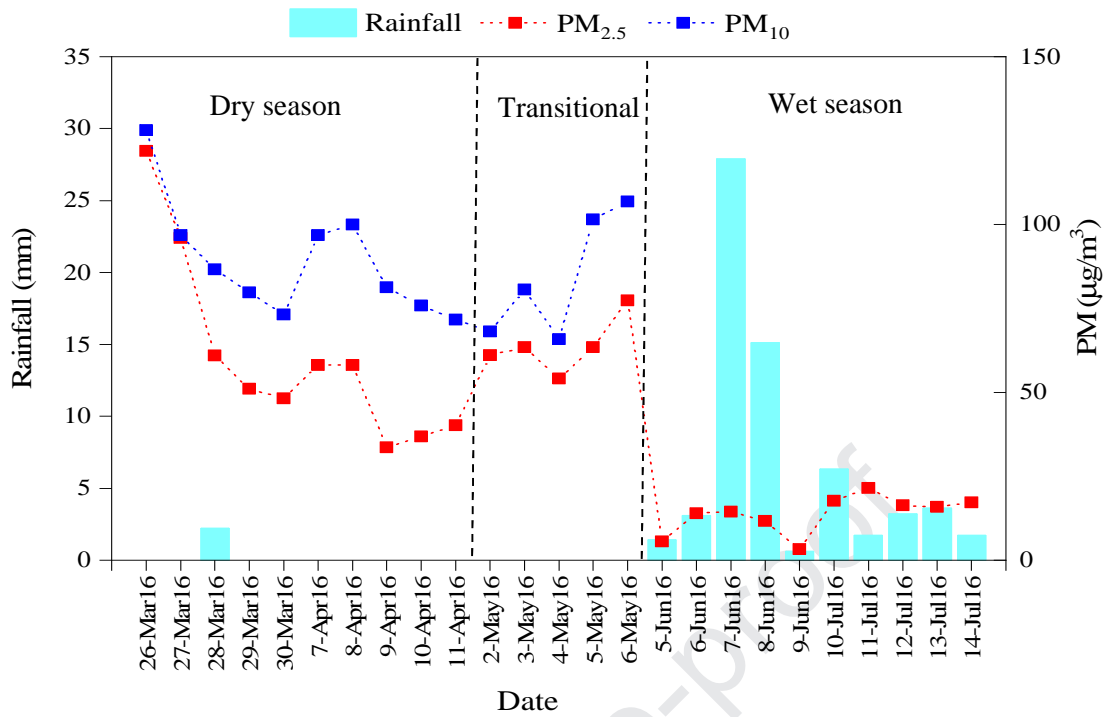 Rainfall PM2.5 PM10
Dry season Transitional Wet season
Rainfall (mm)
35
30
25
20
15
10
5
0
PM (µg/m³)
150
100
50
0
26-Mar16
27-Mar16
28-Mar16
29-Mar16
30-Mar16
7-Apr16
8-Apr16
9-Apr16
10-Apr16
11-Apr16
2-May16
3-May16
4-May16
5-May16
6-May16
5-Jun16
6-Jun16
7-Jun16
8-Jun16
9-Jun16
10-Jul16
11-Jul16
12-Jul16
13-Jul16
14-Jul16
Date
-proof